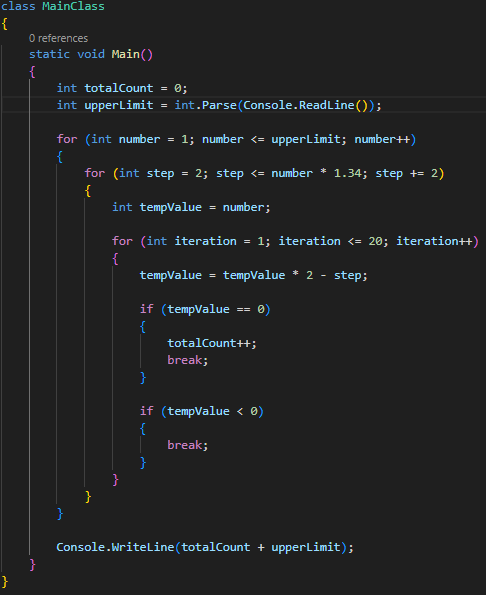 class MainClass
{
0 references
static void Main()
{
int totalCount = 0;
int upperLimit = int.Parse(Console.ReadLine());
for (int number = 1; number <= upperLimit; number++)
{
for (int step = 2; step <= number * 1.34; step += 2)
{
int tempValue = number;
for (int iteration = 1; iteration <= 20; iteration++)
{
tempValue = tempValue * 2 - step;
if (tempValue == 0)
{
totalCount++;
break;
}
if (tempValue < 0)
{
break;
}
}
}
}
Console.WriteLine(totalCount + upperLimit);
}
}